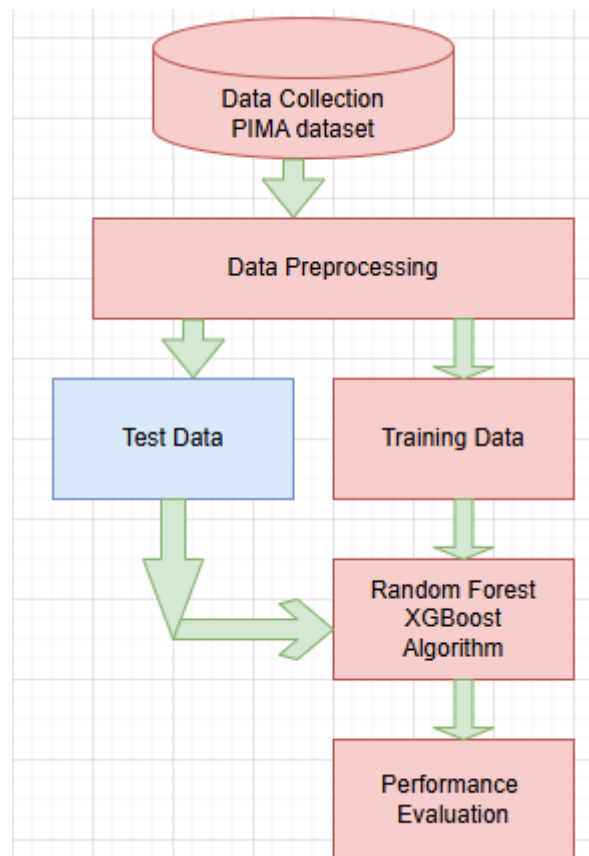 Data Collection
PIMA dataset
Data Preprocessing
Test Data
Training Data
Random Forest
XGBoost
Algorithm
Performance
Evaluation